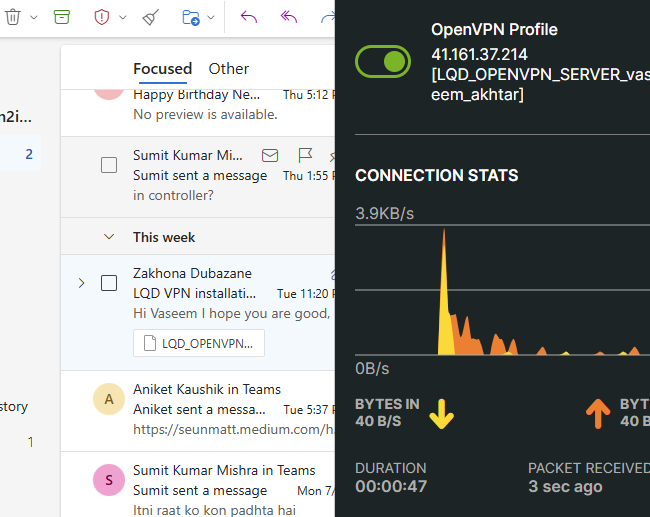 Focused Other
Happy Birthday Ne... Thu 5:12 P
No preview is available.
n2i...
2
Sumit Kumar Mi...
Sumit sent a message Thu 1:55 P
in controller?
This week
Zakhona Dubazane
LQD VPN installati... Tue 11:20 P
Hi Vaseem I hope you are good,
LQD_OPENVPN...
A
Aniket Kaushik in Teams
Aniket sent a messa... Tue 5:37 P
https://seunmatt.medium.com/h
story
1
S
Sumit Kumar Mishra in Teams
Sumit sent a message Mon 7/
Itni raat ko kon padhta hai
OpenVPN Profile
41.161.37.214
[LQD_OPENVPN_SERVER_vas
eem_akhtar]
CONNECTION STATS
3.9KB/s
0B/s
BYTES IN
40 B/S
BYT
40 B
DURATION
00:00:47
PACKET RECEIVED
3 sec ago